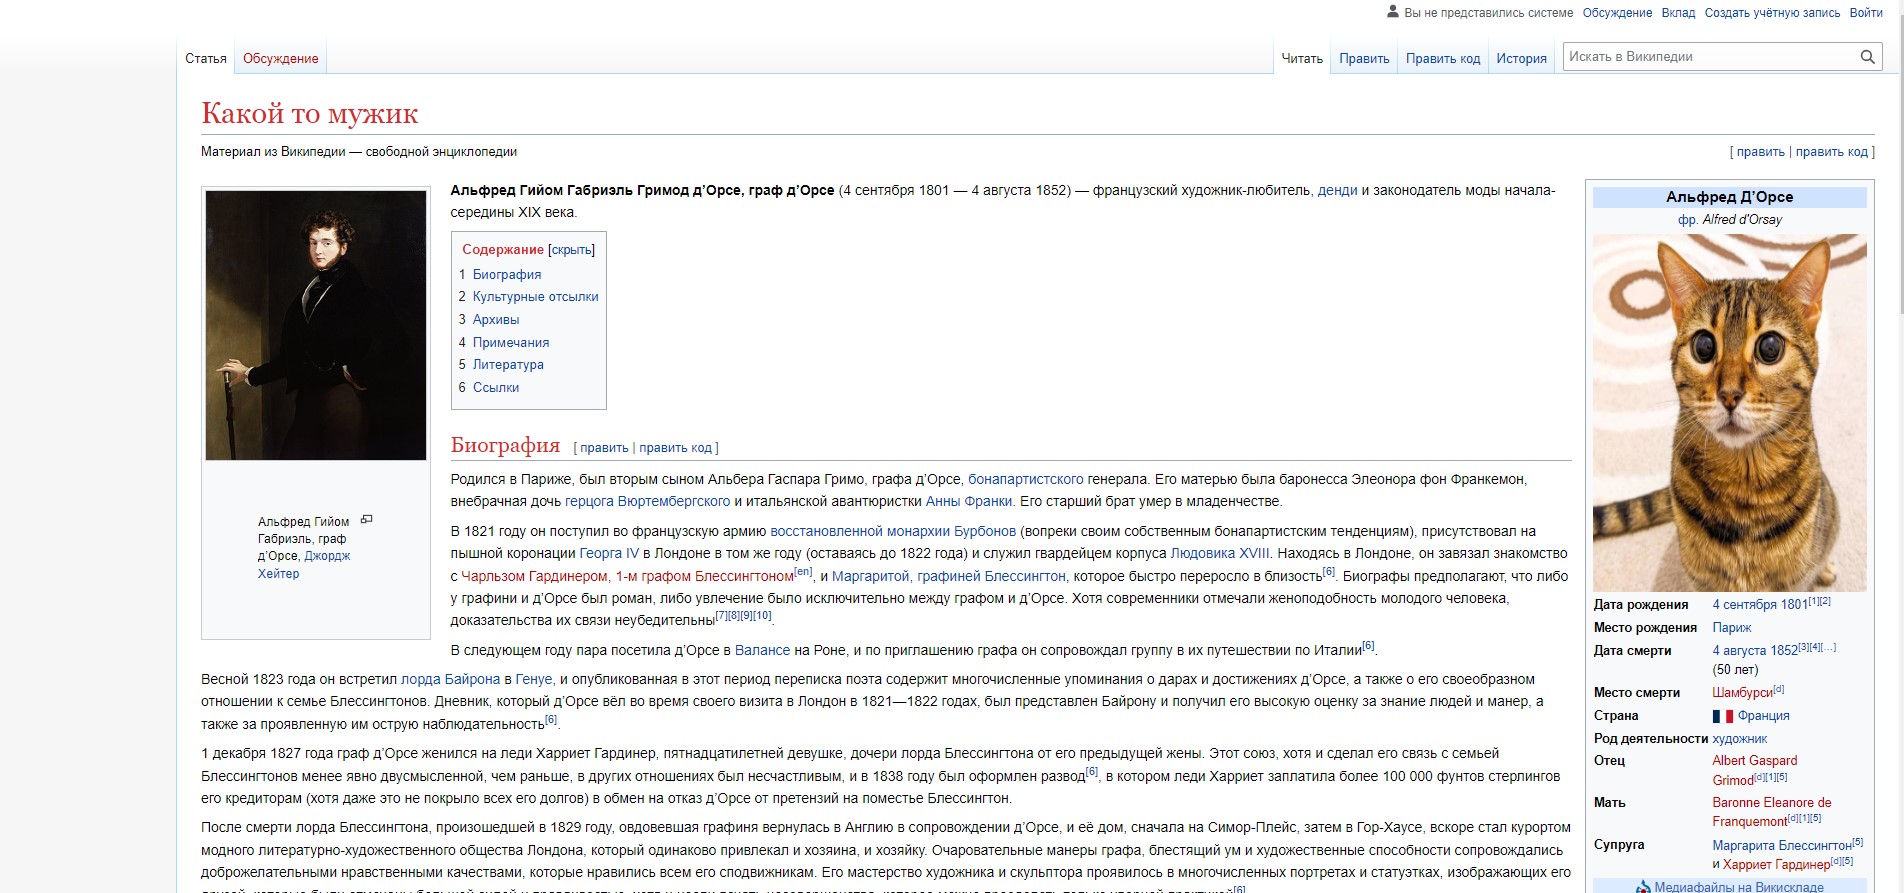 Вы не представились системе Обсуждение Вклад Создать учётную запись Войти
Статья Обсуждение Читать Править Править код История Искать в Википедии
Какой то мужик
Материал из Википедии — свободной энциклопедии [ править | править код ]
Альфред Гийом
Габриэль, граф
д’Орсе, Джордж
Хейтер
Альфред Гийом Габриэль Гримод д’Орсе, граф д’Орсе (4 сентября 1801 — 4 августа 1852) — французский художник-любитель, денди и законодатель моды начала-
середины XIX века.
Содержание [скрыть]
1 Биография
2 Культурные отсылки
3 Архивы
4 Примечания
5 Литература
6 Ссылки
Биография [ править | править код ]
Родился в Париже, был вторым сыном Альбера Гаспара Гримо, графа д’Орсе, бонапартистского генерала. Его матерью была баронесса Элеонора фон Франкемон,
внебрачная дочь герцога Вюртембергского и итальянской авантюристки Анны Франки. Его старший брат умер в младенчестве.
В 1821 году он поступил во французскую армию восстановленной монархии Бурбонов (вопреки своим собственным бонапартистским тенденциям), присутствовал на
пышной коронации Георга IV в Лондоне в том же году (оставаясь до 1822 года) и служил гвардейцем корпуса Людовика XVIII. Находясь в Лондоне, он завязал знакомство
с Чарльзом Гардинером, 1-м графом Блессингтоном[en], и Маргаритой, графиней Блессингтон, которое быстро переросло в близость[6]. Биографы предполагают, что либо
у графини и д’Орсе был роман, либо увлечение было исключительно между графом и д’Орсе. Хотя современники отмечали женоподобность молодого человека,
доказательства их связи неубедительны[7][8][9][10].
В следующем году пара посетила д’Орсе в Валансе на Роне, и по приглашению графа он сопровождал группу в их путешествии по Италии[6].
Весной 1823 года он встретил лорда Байрона в Генуе, и опубликованная в этот период переписка поэта содержит многочисленные упоминания о дарах и достижениях д’Орсе, а также о его своеобразном
отношении к семье Блессингтонов. Дневник, который д’Орсе вёл во время своего визита в Лондон в 1821—1822 годах, был представлен Байрону и получил его высокую оценку за знание людей и манер, а
также за проявленную им острую наблюдательность[6].
1 декабря 1827 года граф д’Орсе женился на леди Харриет Гардинер, пятнадцатилетней девушке, дочери лорда Блессингтона от его предыдущей жены. Этот союз, хотя и сделал его связь с семьей
Блессингтонов менее явно двусмысленной, чем раньше, в других отношениях был несчастливым, и в 1838 году был оформлен развод[6], в котором леди Харриет заплатила более 100 000 фунтов стерлингов
его кредиторам (хотя даже это не покрыло всех его долгов) в обмен на отказ д’Орсе от претензий на поместье Блессингтон.
После смерти лорда Блессингтона, произошедшей в 1829 году, овдовевшая графиня вернулась в Англию в сопровождении д’Орсе, и её дом, сначала на Симор-Плейс, затем в Гор-Хаусе, вскоре стал курортом
модного литературно-художественного общества Лондона, который одинаково привлекал и хозяина, и хозяйку. Очаровательные манеры графа, блестящий ум и художественные способности сопровождались
доброжелательными нравственными качествами, которые нравились всем его сподвижникам. Его мастерство художника и скульптора проявилось в многочисленных портретах и статуэтках, изображающих его
Альфред Д’Орсе
фр. Alfred d’Orsay
Дата рождения 4 сентября 1801[1][2]
Место рождения Париж
Дата смерти 4 августа 1852[3][4][…]
(50 лет)
Место смерти Шамбурси[d]
Страна Франция
Род деятельности художник
Отец Albert Gaspard
Grimod[d][1][5]
Мать Baronne Eleanore de
Franquemont[d][1][5]
Супруга Маргарита Блессингтон[5]
и Харриет Гардинер[d][5]
Медиафайлы на Викискладе